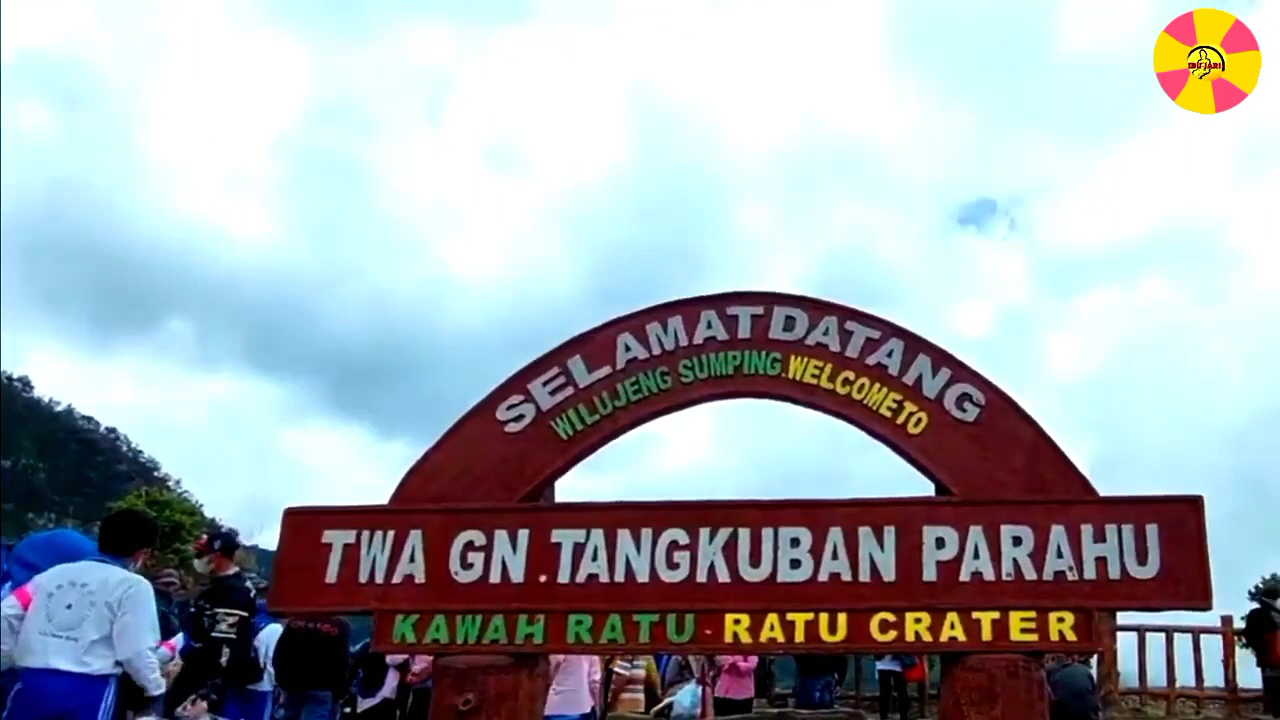 SELAMAT DATANG
WILUJENG SUMPING. WELCOME TO
TWA GN. TANGKUBAN PARAHU
KAWAH RATU - RATU CRATER